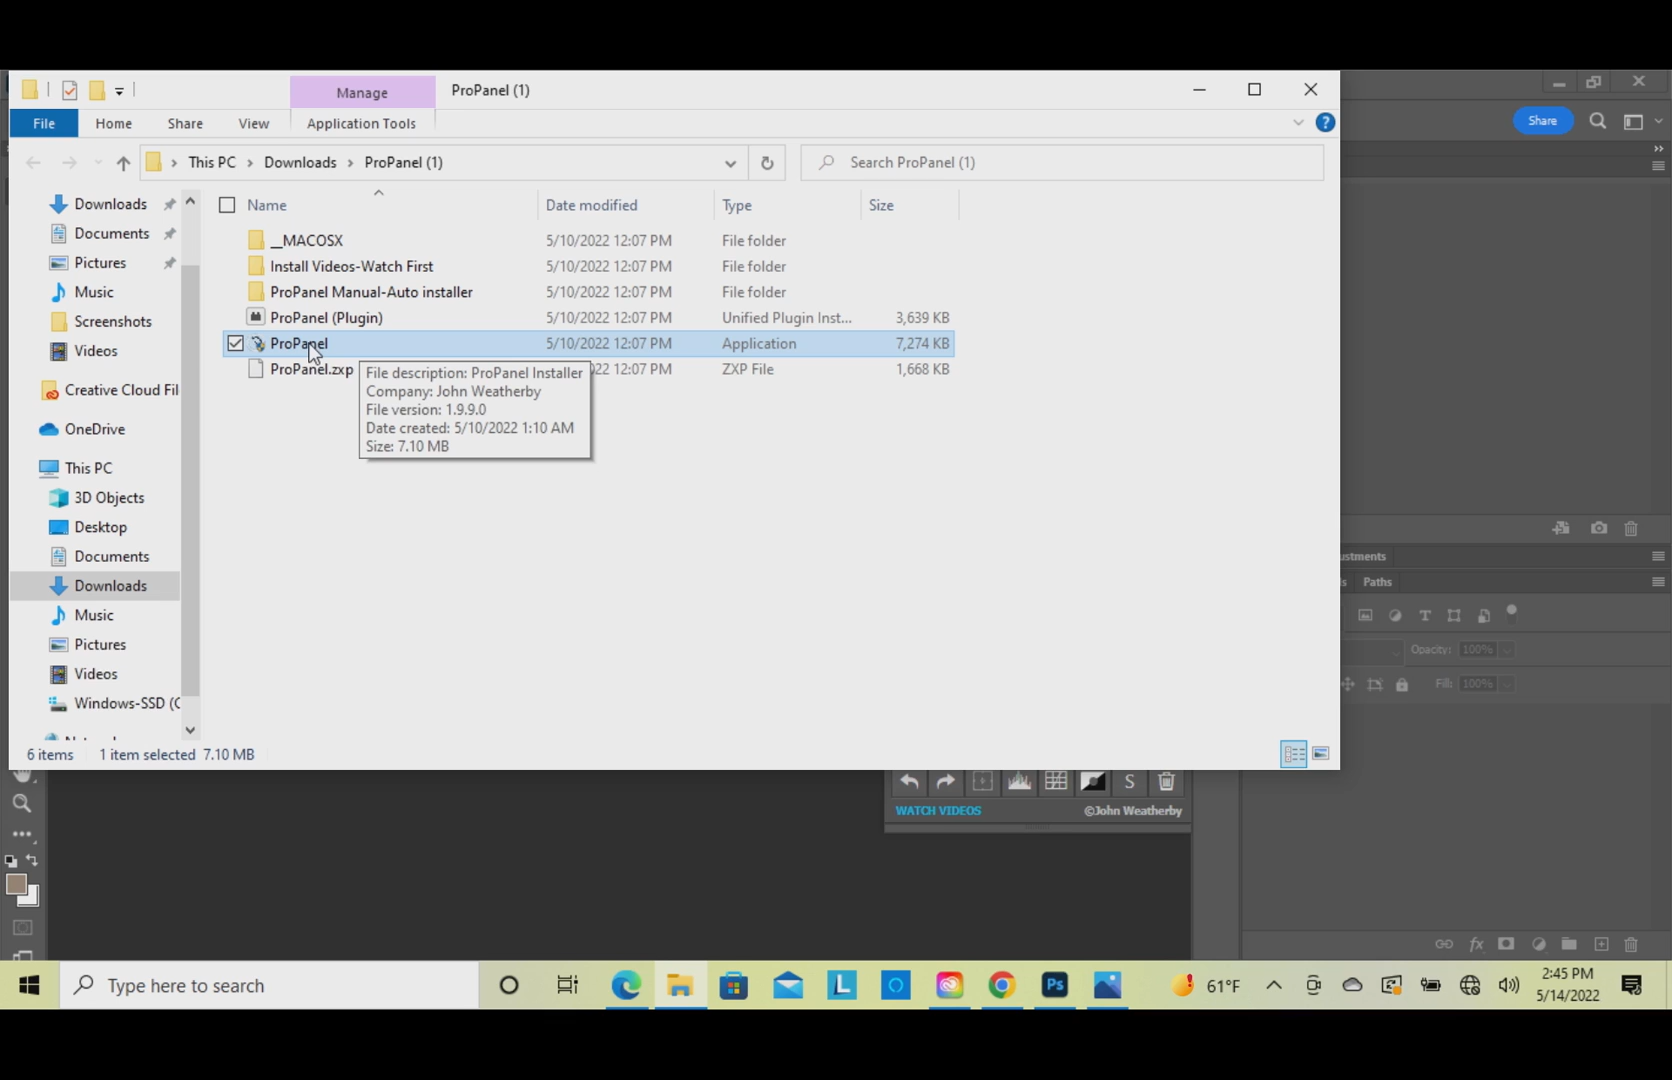 Manage
ProPanel (1)
File
Home
Share
View
Application Tools
This PC
Downloads
ProPanel (1)
Search ProPanel (1)
Share
Downloads
Documents
Pictures
Music
Screenshots
Videos
Creative Cloud Fil
OneDrive
This PC
3D Objects
Desktop
Documents
Downloads
Music
Pictures
Videos
Windows-SSD (C
Name Date modified Type Size
__MACOSX 5/10/2022 12:07 PM File folder
Install Videos-Watch First 5/10/2022 12:07 PM File folder
ProPanel Manual-Auto installer 5/10/2022 12:07 PM File folder
ProPanel (Plugin) 5/10/2022 12:07 PM Unified Plugin Inst... 3,639 KB
ProPanel 5/10/2022 12:07 PM Application 7,274 KB
ProPanel.zxp 22 12:07 PM ZXP File 1,668 KB
File description: ProPanel Installer
Company: John Weatherby
File version: 1.9.9.0
Date created: 5/10/2022 1:10 AM
Size: 7.10 MB
6 items 1 item selected 7.10 MB
ustments
ls Paths
Opacity: 100%
Fill: 100%
S
WATCH VIDEOS ©John Weatherby
fx
Type here to search
L
Ps
61°F
2:45 PM
5/14/2022